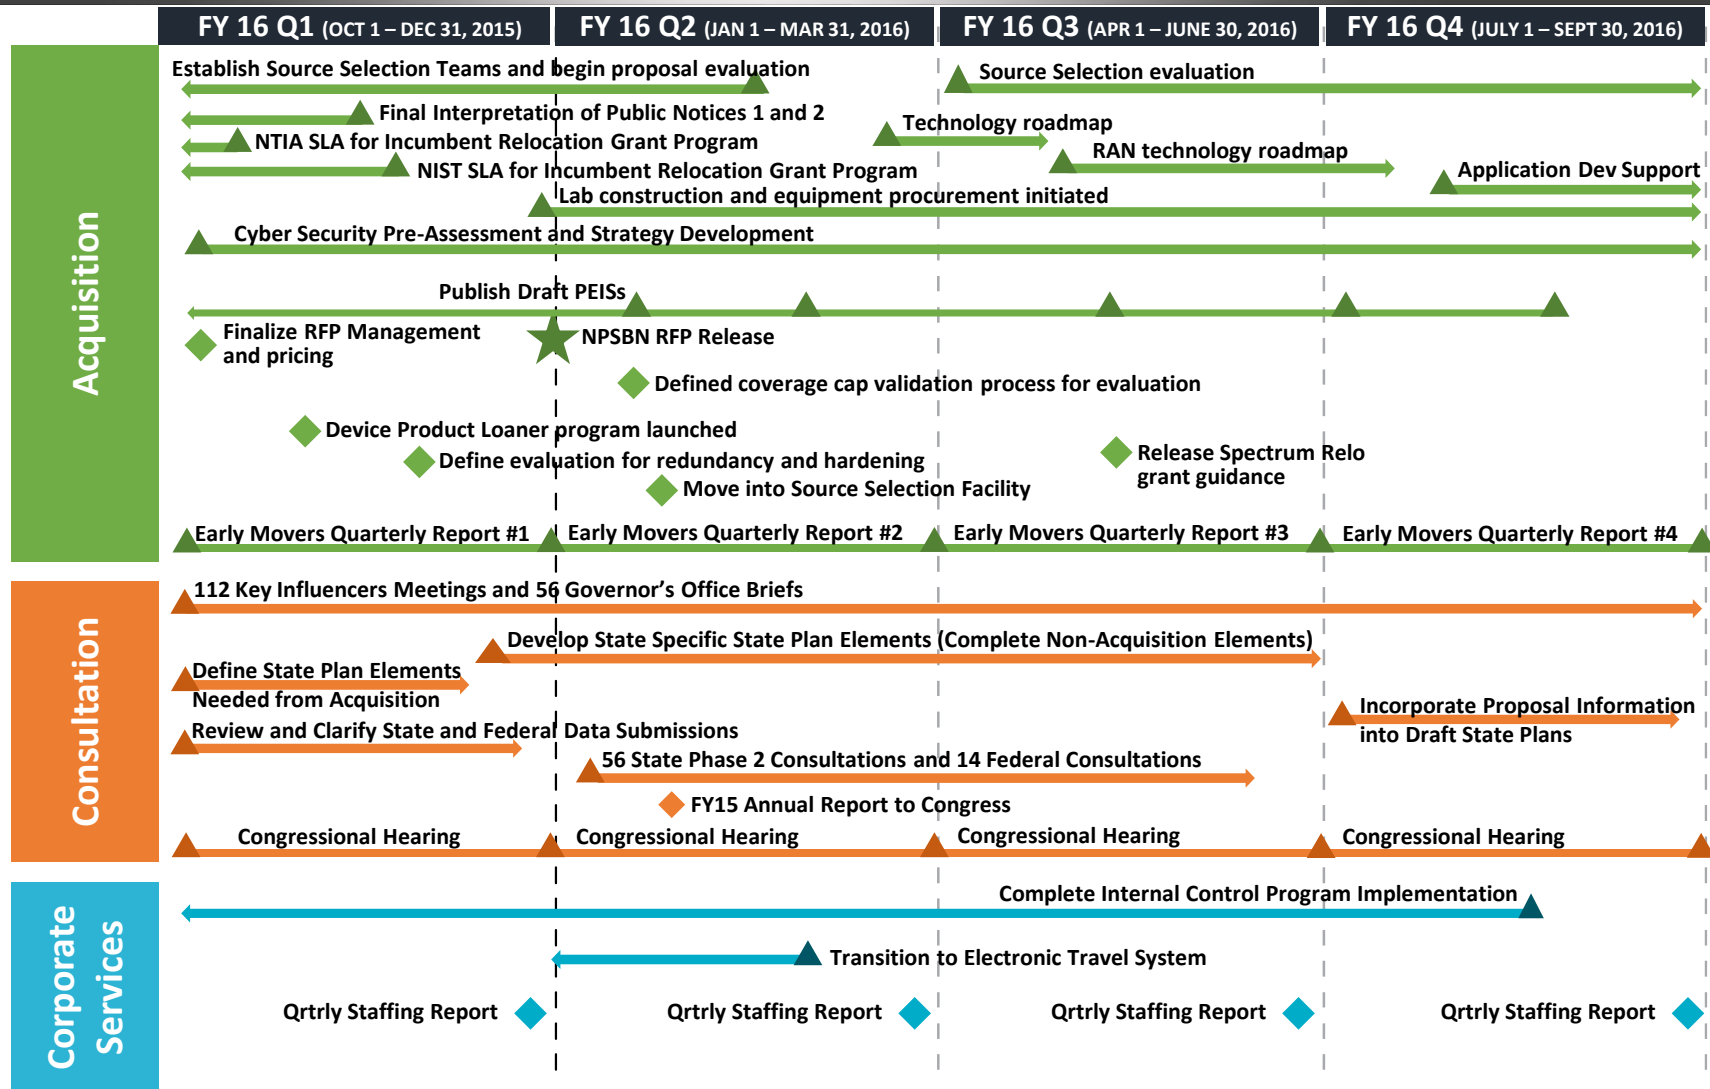 FY 16 Q1 (OCT 1 – DEC 31, 2015)
FY 16 Q2 (JAN 1 – MAR 31, 2016)
FY 16 Q3 (APR 1 – JUNE 30, 2016)
FY 16 Q4 (JULY 1 – SEPT 30, 2016)
Acquisition
Establish Source Selection Teams and begin proposal evaluation
Source Selection evaluation
Final Interpretation of Public Notices 1 and 2
Technology roadmap
NTIA SLA for Incumbent Relocation Grant Program
RAN technology roadmap
NIST SLA for Incumbent Relocation Grant Program
Application Dev Support
Lab construction and equipment procurement initiated
Cyber Security Pre-Assessment and Strategy Development
Publish Draft PEISs
Finalize RFP Management
and pricing
NPSBN RFP Release
Defined coverage cap validation process for evaluation
Device Product Loaner program launched
Define evaluation for redundancy and hardening
Release Spectrum Relo
grant guidance
Move into Source Selection Facility
Early Movers Quarterly Report #1
Early Movers Quarterly Report #2
Early Movers Quarterly Report #3
Early Movers Quarterly Report #4
Consultation
112 Key Influencers Meetings and 56 Governor's Office Briefs
Develop State Specific State Plan Elements (Complete Non-Acquisition Elements)
Define State Plan Elements
Needed from Acquisition
Incorporate Proposal Information
into Draft State Plans
Review and Clarify State and Federal Data Submissions
56 State Phase 2 Consultations and 14 Federal Consultations
FY15 Annual Report to Congress
Congressional Hearing
Congressional Hearing
Congressional Hearing
Congressional Hearing
Corporate
Services
Complete Internal Control Program Implementation
Transition to Electronic Travel System
Qrtrly Staffing Report
Qrtrly Staffing Report
Qrtrly Staffing Report
Qrtrly Staffing Report